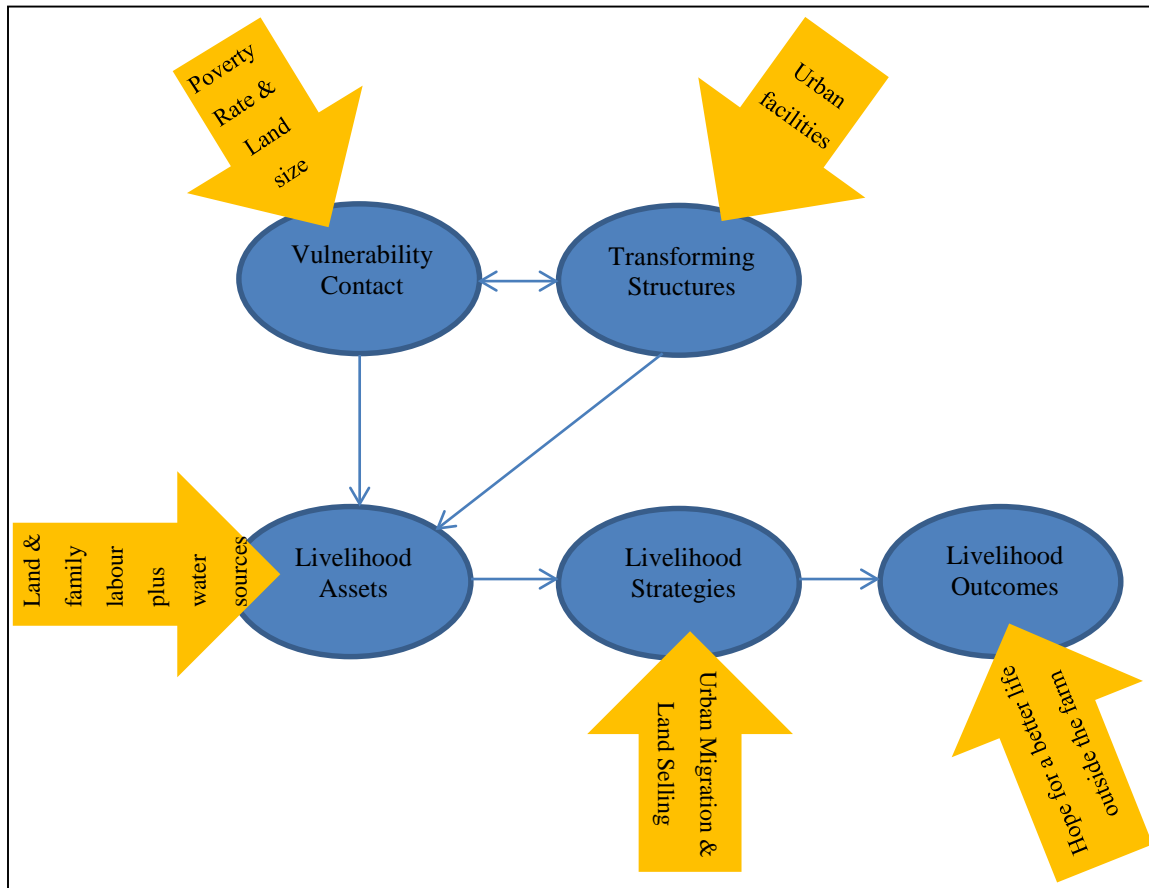 Poverty
Rate &
Land
size
Urban
facilities
Vulnerability
Contact
Transforming
Structures
Land &
family
labour
plus
water
sources
Livelihood
Assets
Livelihood
Strategies
Livelihood
Outcomes
Urban Migration &
Land Selling
Hope for a better life
outside the farm